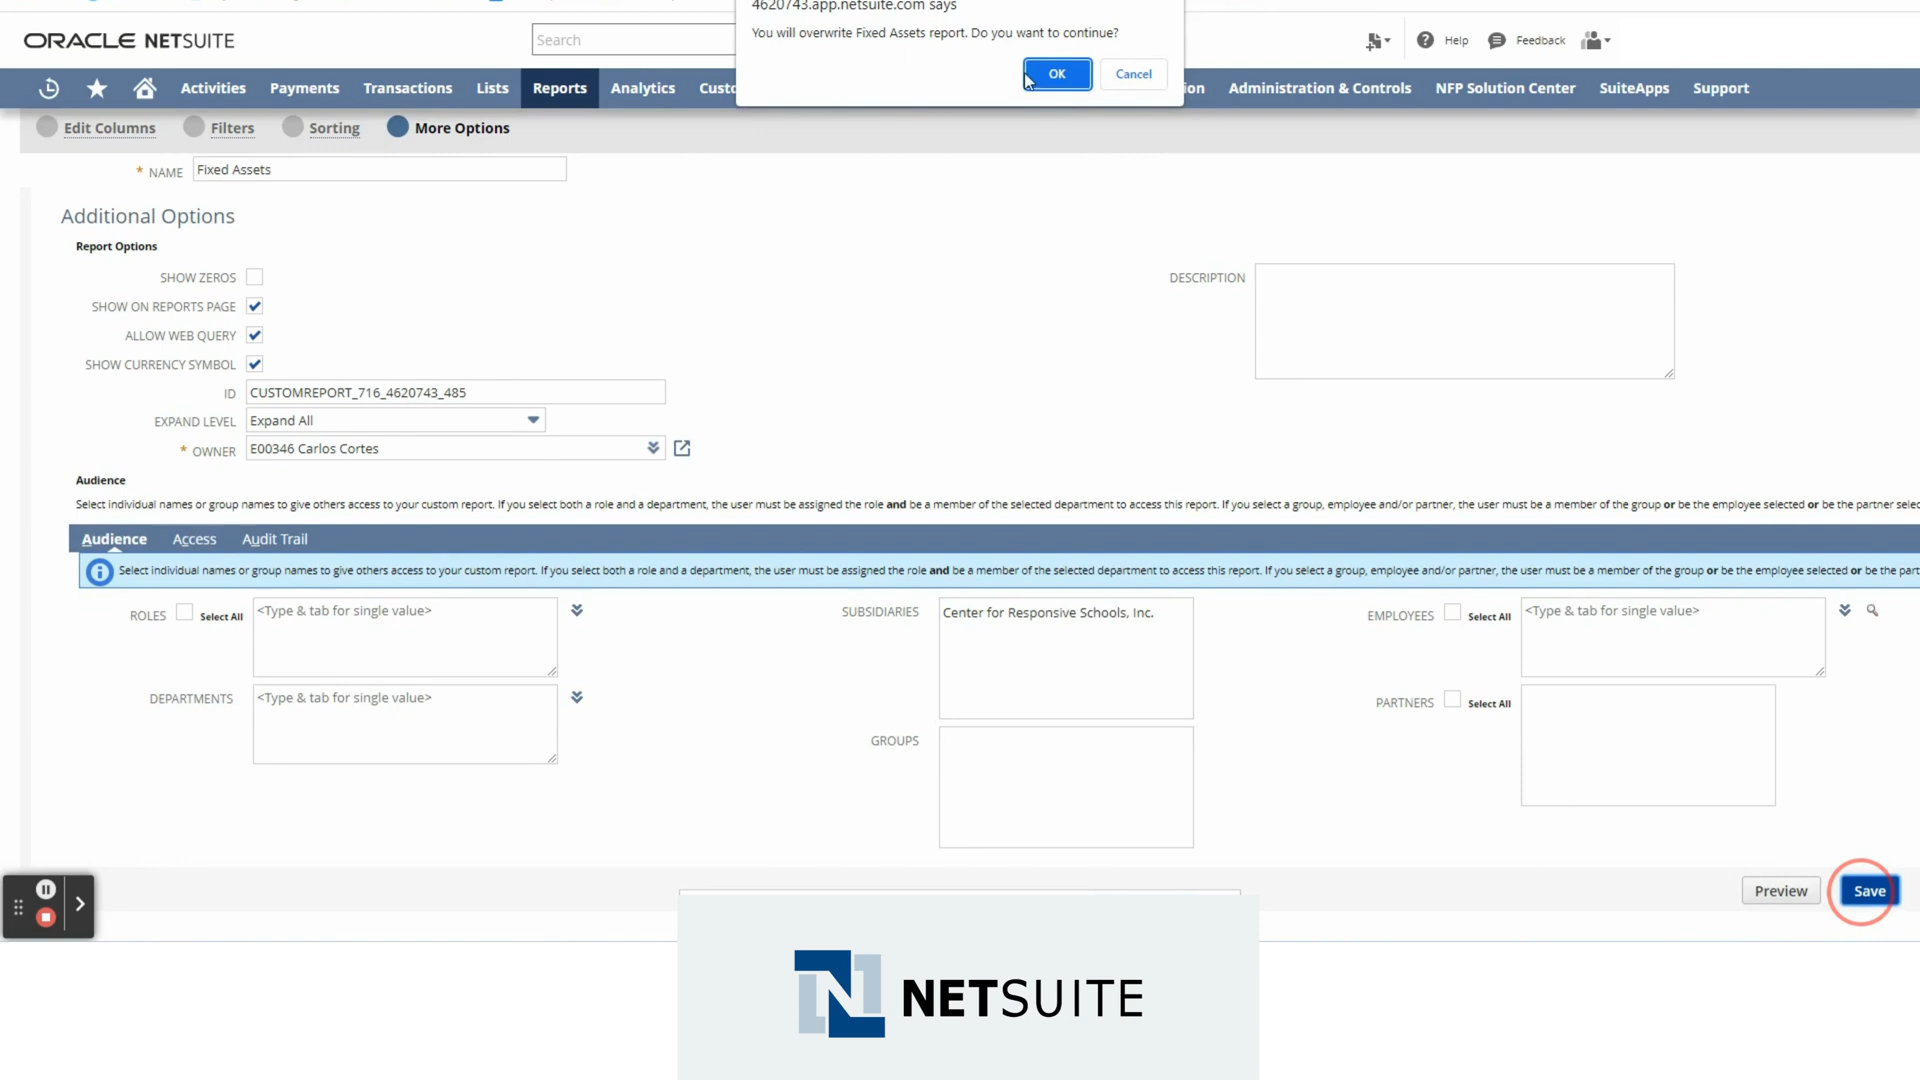 4620743.app.netsuite.com says
You will overwrite Fixed Assets report. Do you want to continue?
OK
Cancel
ORACLE NETSUITE
Search
Help
Feedback
Activities
Payments
Transactions
Lists
Reports
Analytics
Administration & Controls
NFP Solution Center
SuiteApps
Support
Edit Columns
Filters
Sorting
More Options
* NAME
Fixed Assets
Additional Options
Report Options
SHOW ZEROS
SHOW ON REPORTS PAGE
ALLOW WEB QUERY
SHOW CURRENCY SYMBOL
ID
CUSTOMREPORT_716_4620743_485
EXPAND LEVEL
Expand All
* OWNER
E00346 Carlos Cortes
DESCRIPTION
Audience
Select individual names or group names to give others access to your custom report. If you select both a role and a department, the user must be assigned the role and be a member of the selected department to access this report. If you select a group, employee and/or partner, the user must be a member of the group or be the employee selected or be the partner selec
Audience
Access
Audit Trail
Select individual names or group names to give others access to your custom report. If you select both a role and a department, the user must be assigned the role and be a member of the selected department to access this report. If you select a group, employee and/or partner, the user must be a member of the group or be the employee selected or be the part
ROLES
Select All
<Type & tab for single value>
DEPARTMENTS
<Type & tab for single value>
SUBSIDIARIES
Center for Responsive Schools, Inc.
GROUPS
EMPLOYEES
Select All
<Type & tab for single value>
PARTNERS
Select All
Preview
Save
NETSUITE